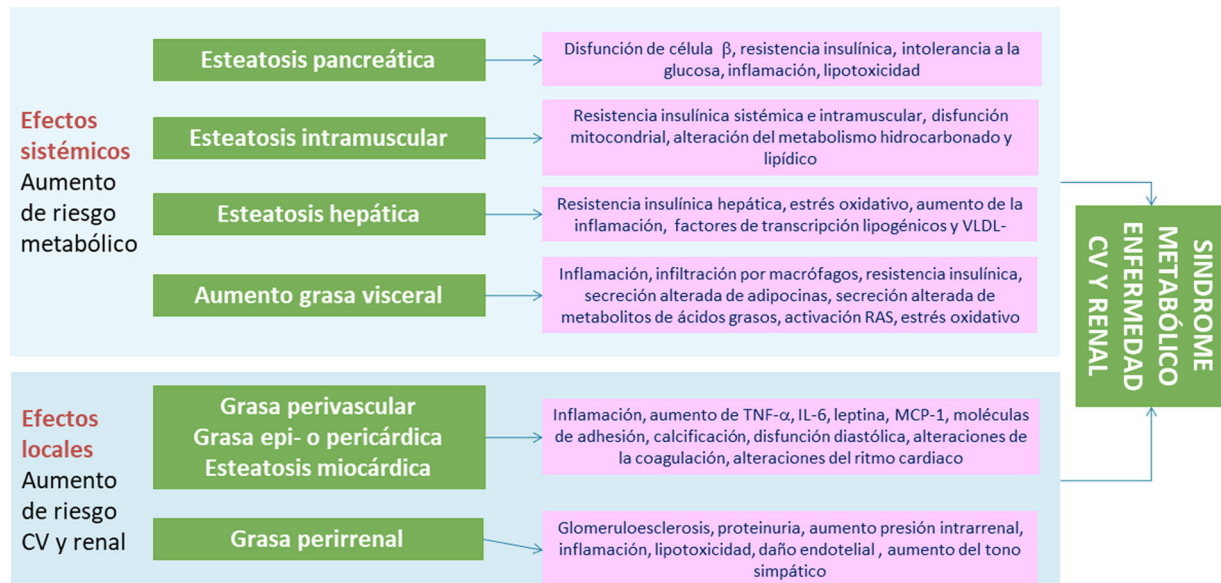 Efectos
sistémicos
Aumento
de riesgo
metabólico
Esteatosis pancreática
Disfunción de célula β, resistencia insulínica, intolerancia a la
glucosa, inflamación, lipotoxicidad
Esteatosis intramuscular
Resistencia insulínica sistémica e intramuscular, disfunción
mitocondrial, alteración del metabolismo hidrocarbonado y
lipídico
Esteatosis hepática
Resistencia insulínica hepática, estrés oxidativo, aumento de la
inflamación, factores de transcripción lipogénicos y VLDL-
Aumento grasa visceral
Inflamación, infiltración por macrófagos, resistencia insulínica,
secreción alterada de adipocinas, secreción alterada de
metabolitos de ácidos grasos, activación RAS, estrés oxidativo
Efectos
locales
Aumento
de riesgo
CV y renal
Grasa perivascular
Grasa epi- o pericárdica
Esteatosis miocárdica
Inflamación, aumento de TNF-α, IL-6, leptina, MCP-1, moléculas
de adhesión, calcificación, disfunción diastólica, alteraciones de
la coagulación, alteraciones del ritmo cardiaco
Grasa perirrenal
Glomeruloesclerosis, proteinuria, aumento presión intrarrenal,
inflamación, lipotoxicidad, daño endotelial , aumento del tono
simpático
SINDROME
METABÓLICO
ENFERMEDAD
CV Y RENAL